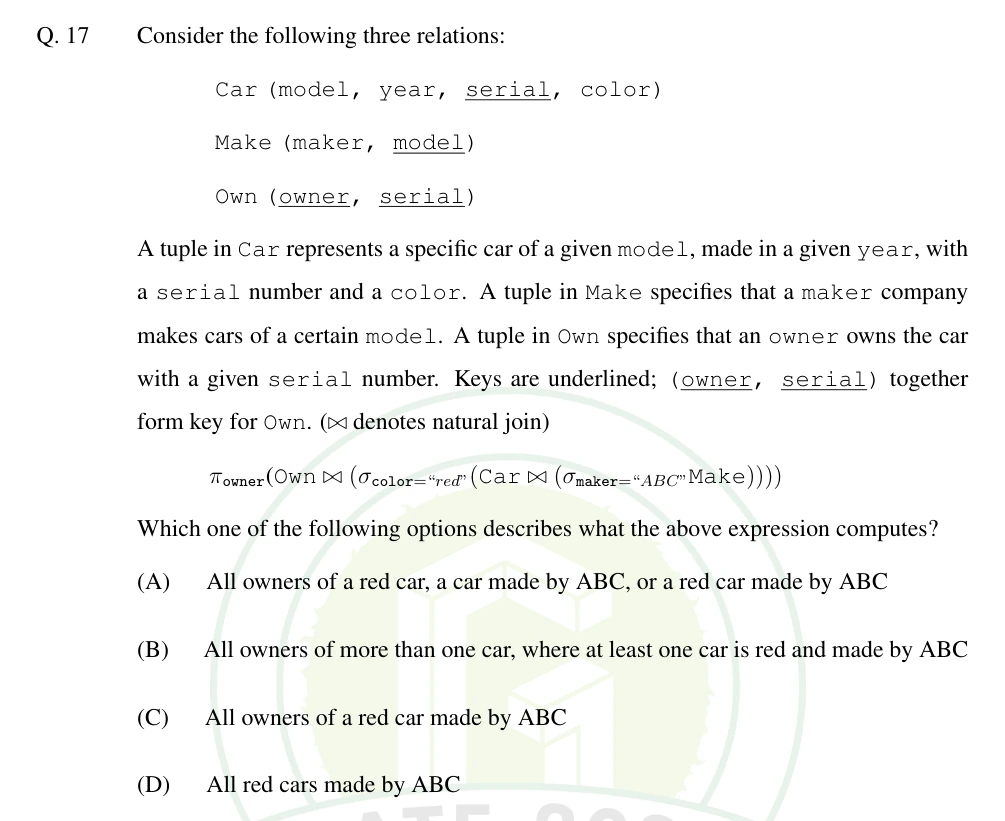 Q. 17 Consider the following three relations:
Car (model, year, serial, color)
Make (maker, model)
Own (owner, serial)
A tuple in Car represents a specific car of a given model, made in a given year, with
a serial number and a color. A tuple in Make specifies that a maker company
makes cars of a certain model. A tuple in Own specifies that an owner owns the car
with a given serial number. Keys are underlined; (owner, serial) together
form key for Own. (⋈ denotes natural join)
π_owner(Own ⋈ (σ_color=“red”(Car ⋈ (σ_maker=“ABC”Make))))
Which one of the following options describes what the above expression computes?
(A) All owners of a red car, a car made by ABC, or a red car made by ABC
(B) All owners of more than one car, where at least one car is red and made by ABC
(C) All owners of a red car made by ABC
(D) All red cars made by ABC